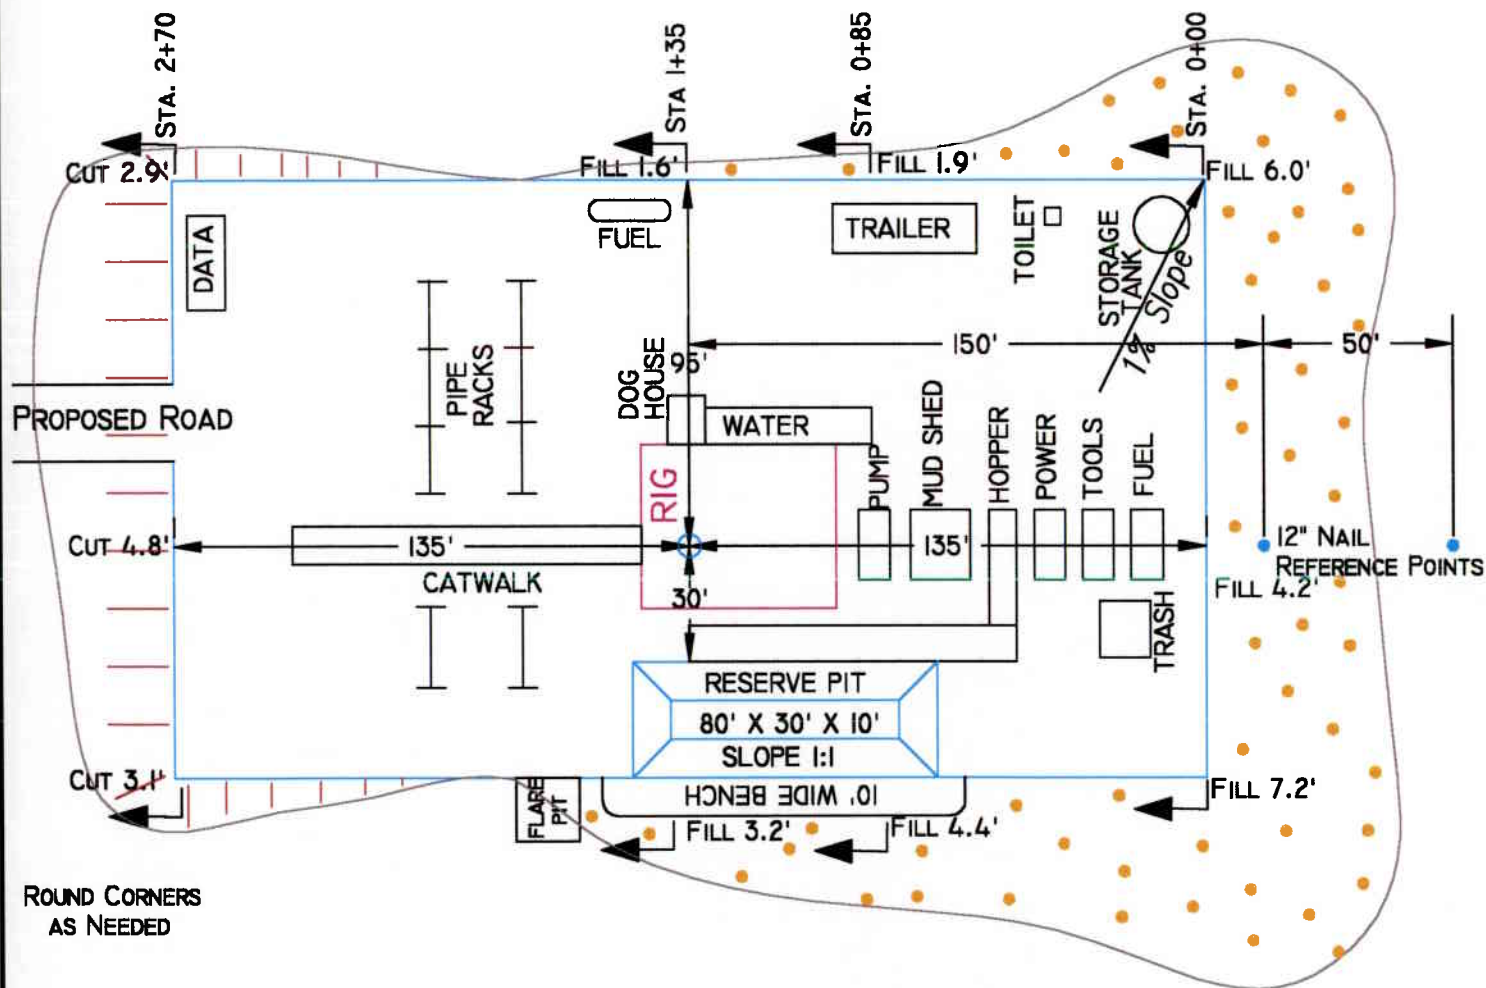 STA. 2+70
STA 1+35
STA. 0+85
STA. 0+00
CUT 2.9'
FILL 1.6'
FILL 1.9'
FILL 6.0'
DATA
FUEL
TRAILER
TOILET
STORAGE
TANK
1% Slope
PIPE
RACKS
DOG
HOUSE
95'
150'
50'
PROPOSED ROAD
WATER
RIG
PUMP
MUD SHED
HOPPER
POWER
TOOLS
FUEL
CUT 4.8'
135'
135'
12" NAIL
REFERENCE POINTS
CATWALK
30'
FILL 4.2'
TRASH
RESERVE PIT
80' X 30' X 10'
SLOPE 1:1
CUT 3.1'
10' WIDE BENCH
FILL 7.2'
FLARE
PIT
FILL 3.2'
FILL 4.4'
ROUND CORNERS
AS NEEDED